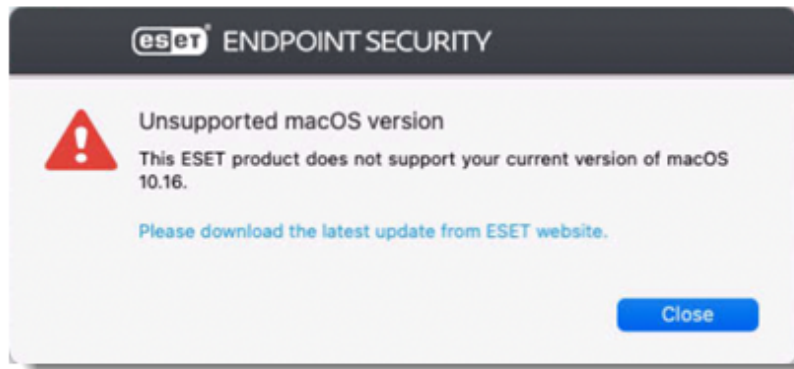 eset ENDPOINT SECURITY
Unsupported macOS version
This ESET product does not support your current version of macOS
10.16.
Please download the latest update from ESET website.
Close